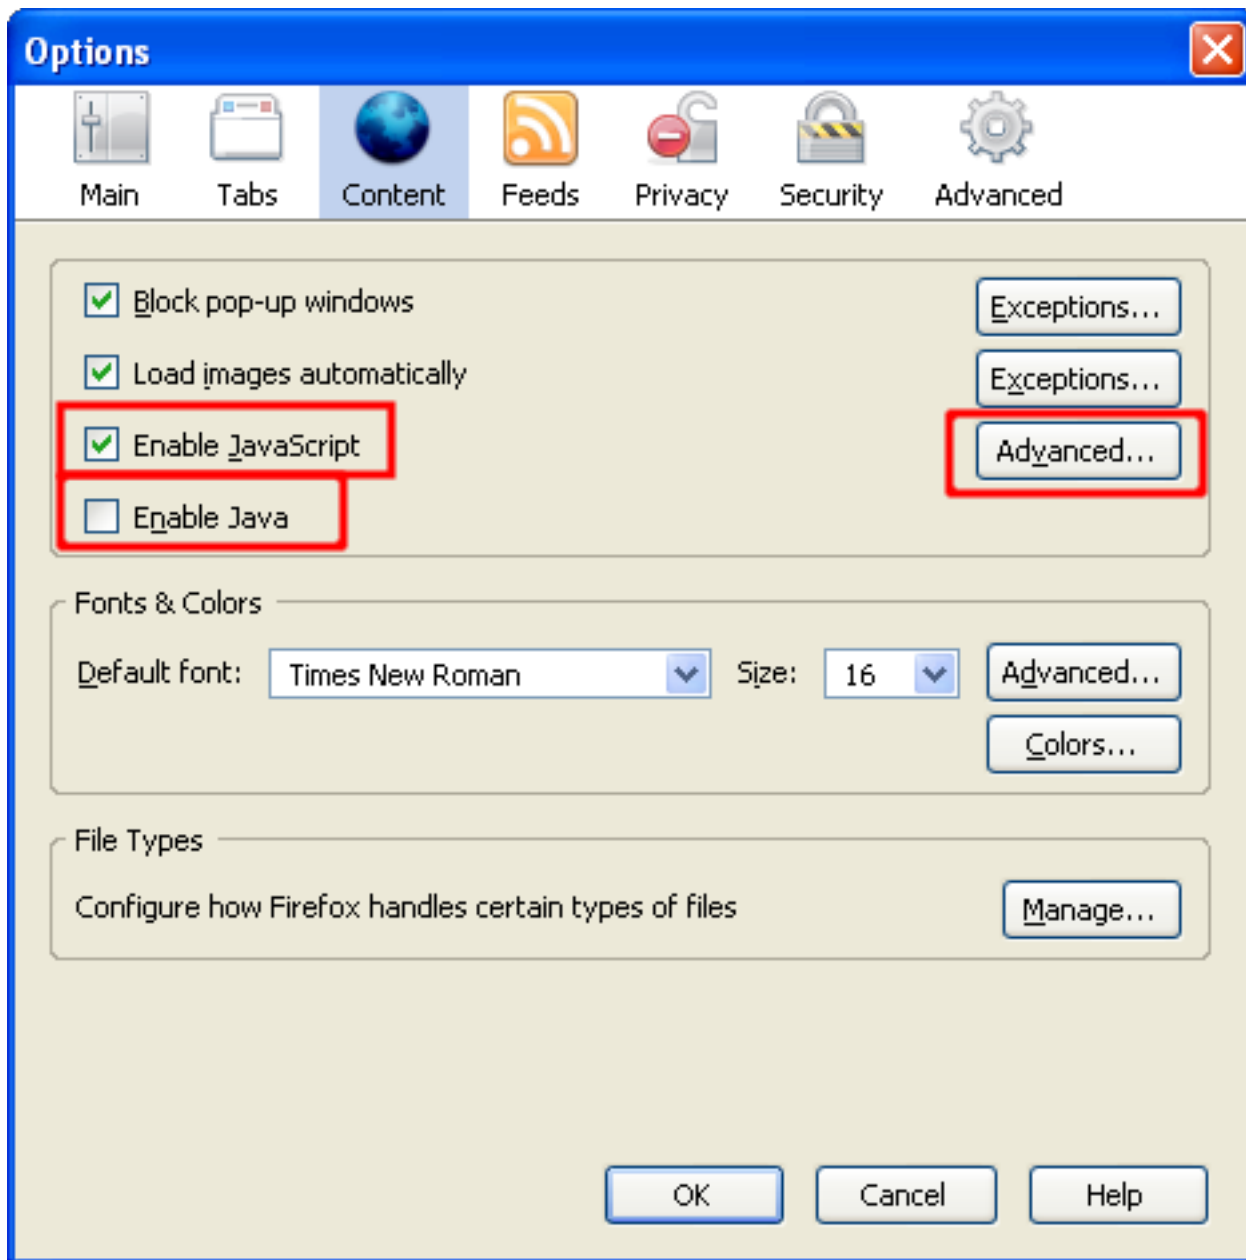 Options
Main Tabs Content Feeds Privacy Security Advanced
Block pop-up windows Exceptions...
Load images automatically Exceptions...
Enable JavaScript Advanced...
Enable Java
Fonts & Colors
Default font: Times New Roman Size: 16 Advanced...
Colors...
File Types
Configure how Firefox handles certain types of files Manage...
OK Cancel Help